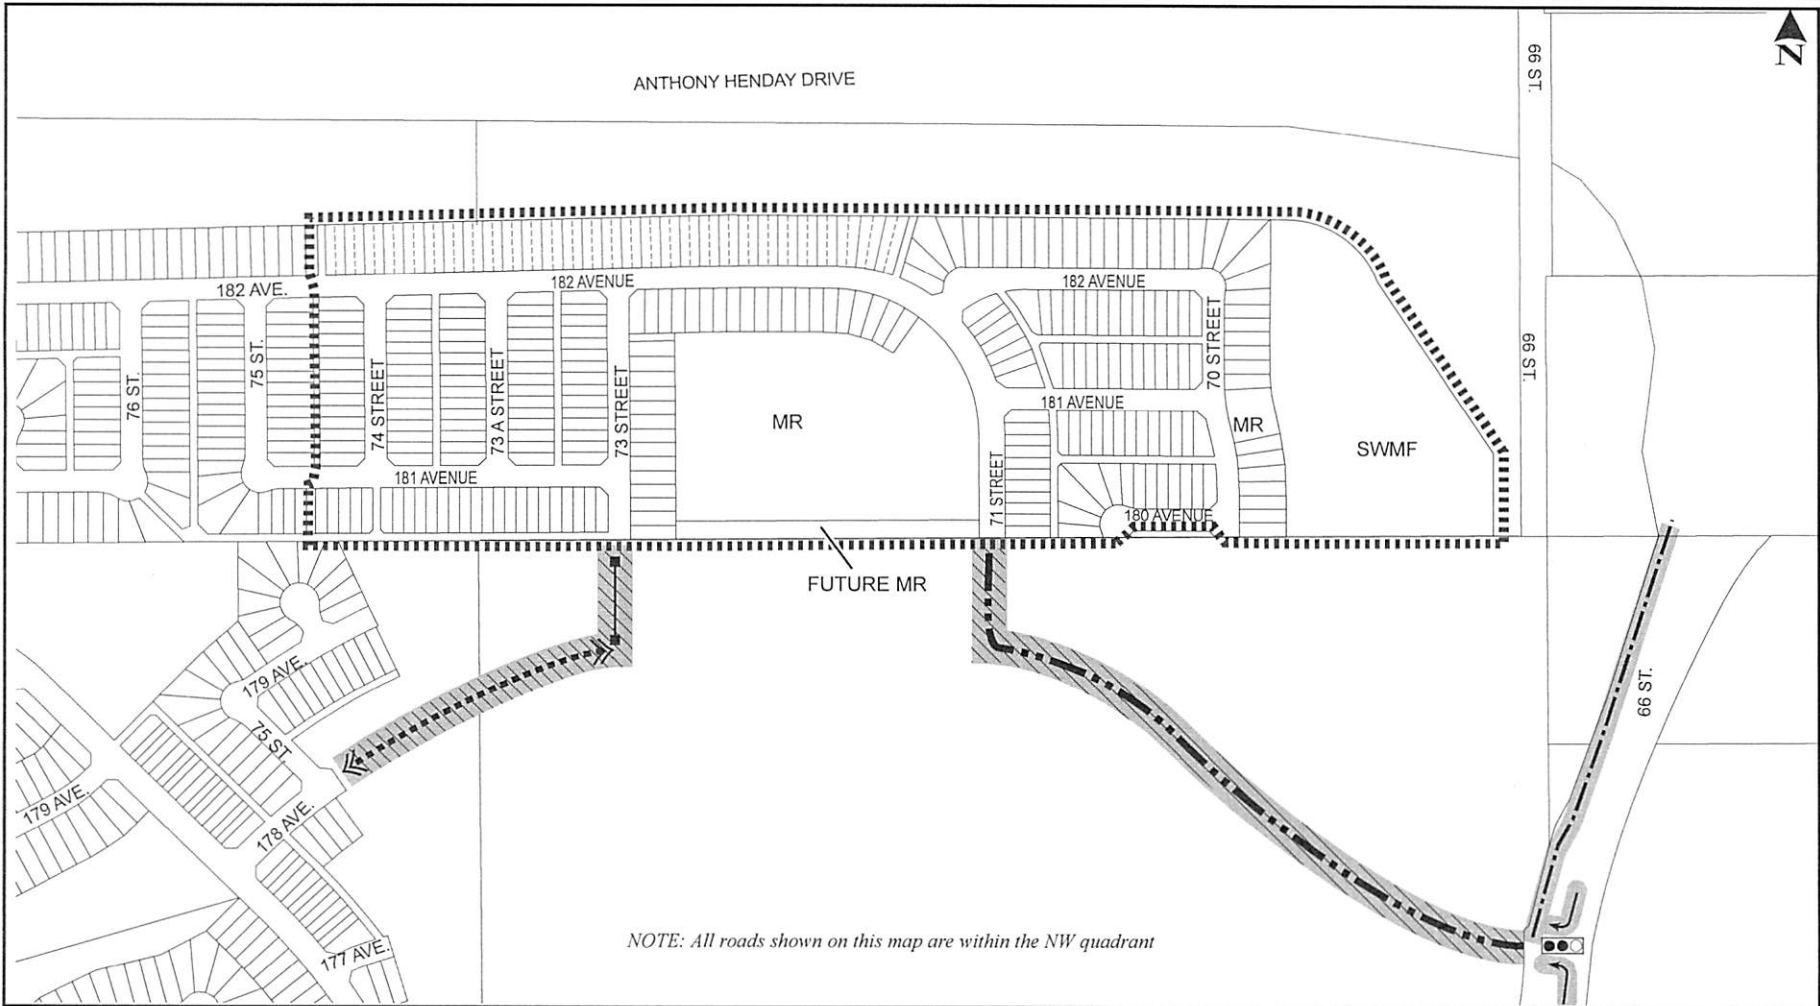 N
ANTHONY HENDAY DRIVE
66 ST.
182 AVE.
182 AVENUE
182 AVENUE
66 ST.
76 ST.
75 ST.
74 STREET
73 A STREET
73 STREET
70 STREET
181 AVENUE
MR
MR
SWMF
181 AVENUE
71 STREET
180 AVENUE
FUTURE MR
179 AVE.
66 ST.
75 ST.
179 AVE.
178 AVE.
177 AVE.
NOTE: All roads shown on this map are within the NW quadrant